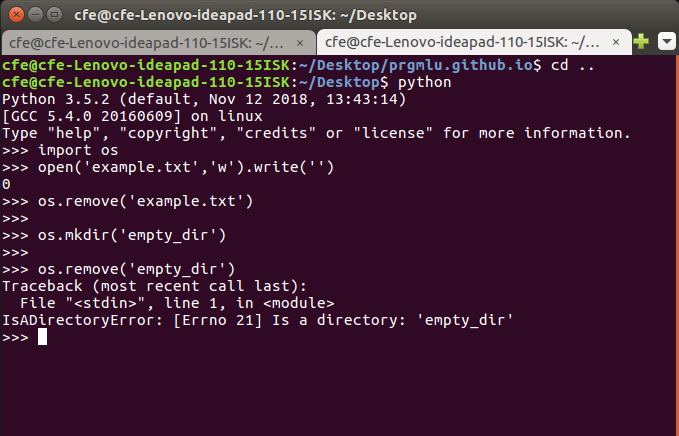 cfe@cfe-Lenovo-ideapad-110-15ISK: ~/Desktop
cfe@cfe-Lenovo-ideapad-110-15ISK: ~/… × cfe@cfe-Lenovo-ideapad-110-15ISK: ~/… ×
cfe@cfe-Lenovo-ideapad-110-15ISK:~/Desktop/prgmlu.github.io$ cd ..
cfe@cfe-Lenovo-ideapad-110-15ISK:~/Desktop$ python
Python 3.5.2 (default, Nov 12 2018, 13:43:14)
[GCC 5.4.0 20160609] on linux
Type "help", "copyright", "credits" or "license" for more information.
>>> import os
>>> open('example.txt','w').write('')
0
>>> os.remove('example.txt')
>>>
>>> os.mkdir('empty_dir')
>>>
>>> os.remove('empty_dir')
Traceback (most recent call last):
  File "<stdin>", line 1, in <module>
IsADirectoryError: [Errno 21] Is a directory: 'empty_dir'
>>>